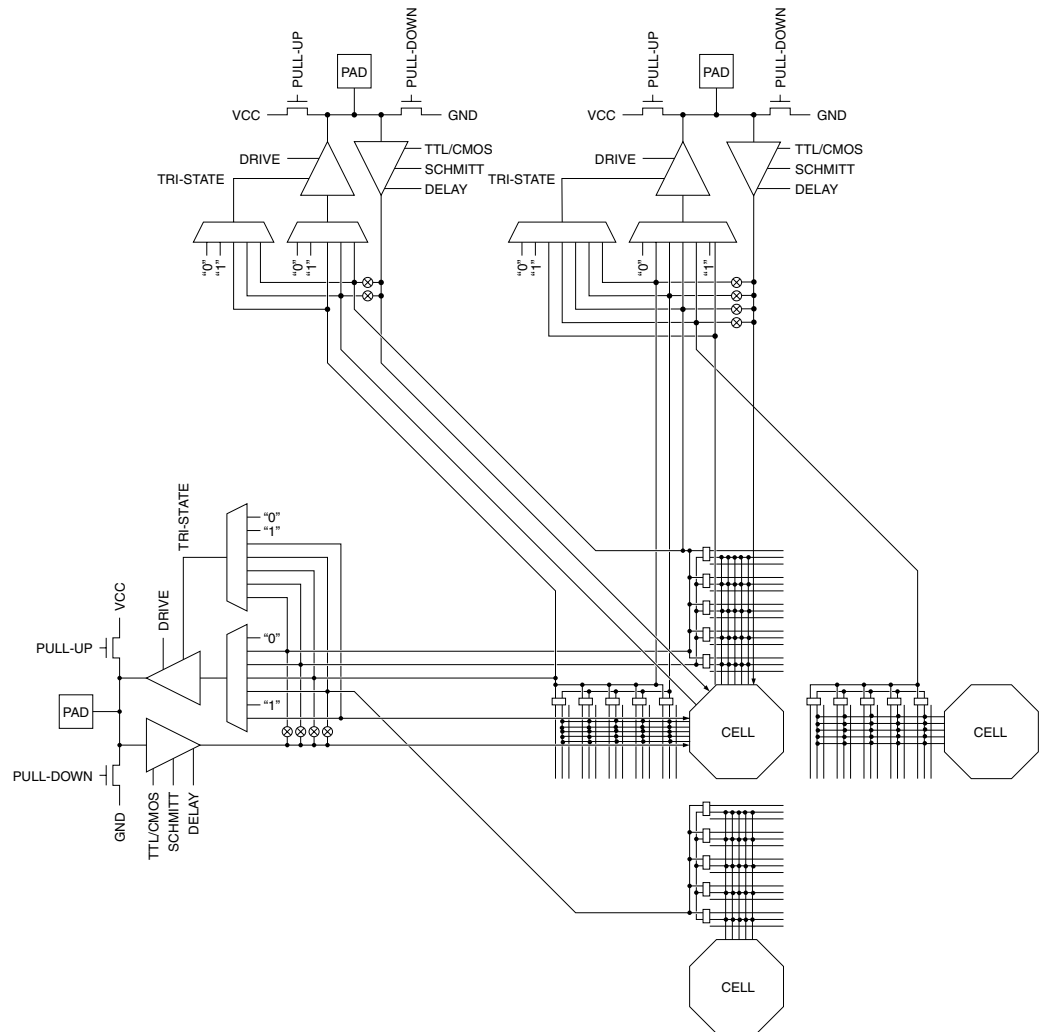 PULL-UP
PULL-DOWN
PAD
VCC
GND
DRIVE
TTL/CMOS
SCHMITT
TRI-STATE
DELAY
"0"
"1"
"0"
"1"
PULL-UP
PULL-DOWN
PAD
VCC
GND
DRIVE
TTL/CMOS
SCHMITT
TRI-STATE
DELAY
"0"
"1"
"0"
"1"
TRI-STATE
"0"
"1"
VCC
DRIVE
PULL-UP
"0"
PAD
"1"
PULL-DOWN
GND
TTL/CMOS
SCHMITT
DELAY
CELL
CELL
CELL